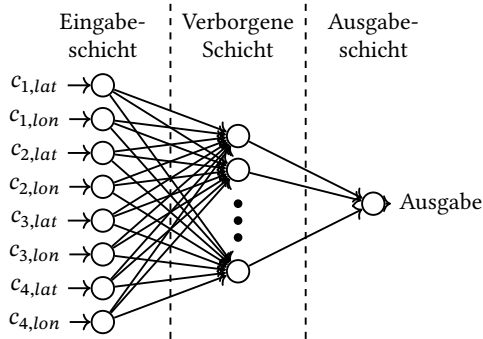 Eingabe-
schicht
Verborgene
Schicht
Ausgabe-
schicht
c1,lat
c1,lon
c2,lat
c2,lon
c3,lat
c3,lon
c4,lat
c4,lon
Ausgabe